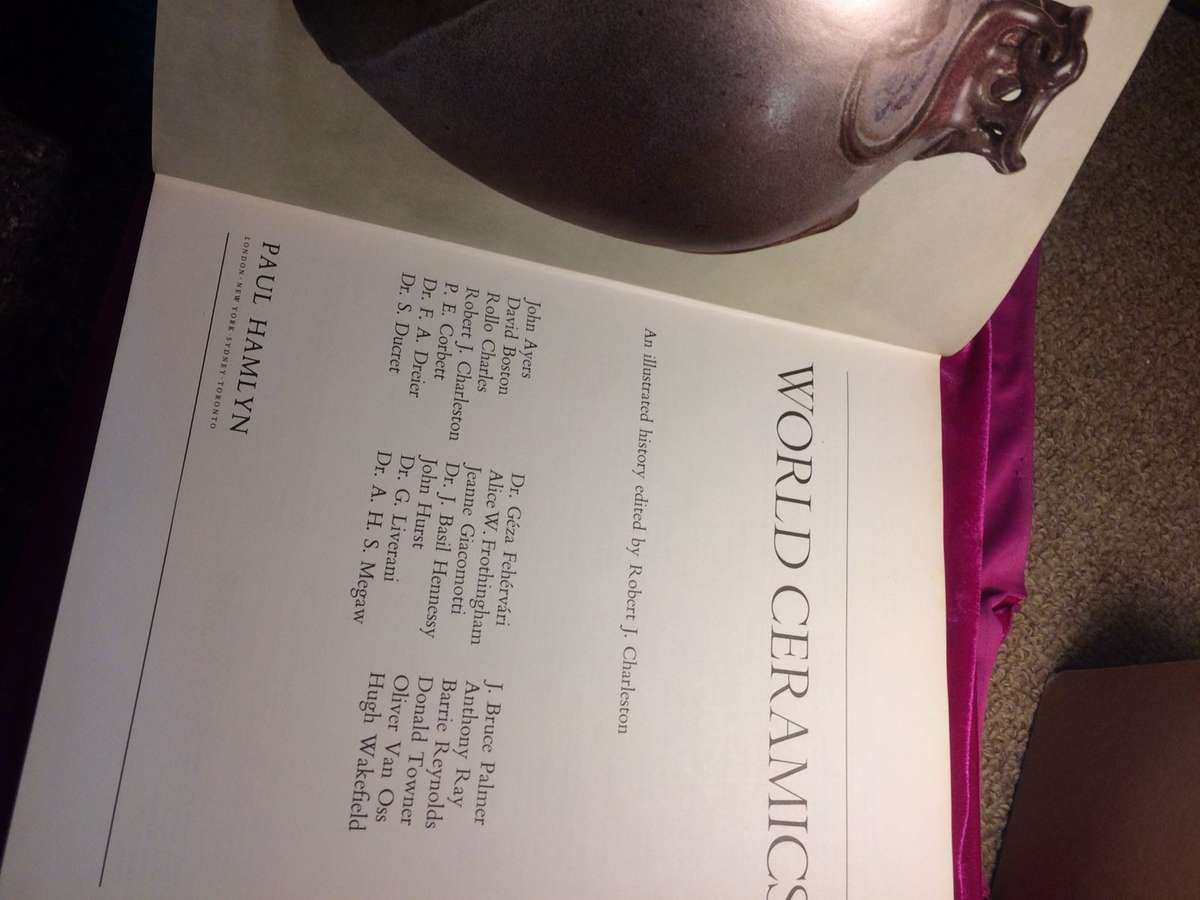 WORLD CERAMICS
An illustrated history edited by Robert J. Charleston
John Ayers
David Boston
Rollo Charles
Robert J. Charleston
P. E. Corbett
Dr. F. A. Dreier
Dr. S. Ducret
Dr. Géza Fehérvári
Alice W. Frothingham
Jeanne Giacomotti
Dr. J. Basil Hennessy
John Hurst
Dr. G. Liverani
Dr. A. H. S. Megaw
J. Bruce Palmer
Anthony Ray
Barrie Reynolds
Donald Towner
Oliver Van Oss
Hugh Wakefield
PAUL HAMLYN
LONDON · NEW YORK · SYDNEY · TORONTO